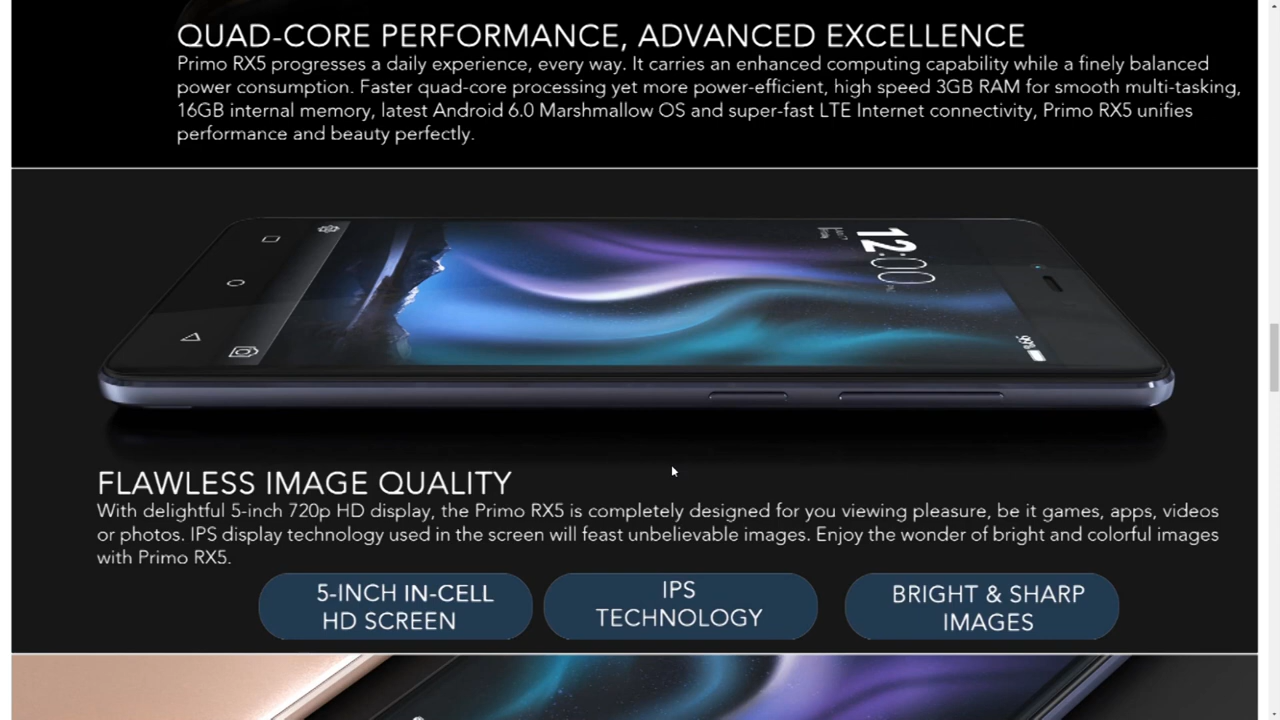 QUAD-CORE PERFORMANCE, ADVANCED EXCELLENCE
Primo RX5 progresses a daily experience, every way. It carries an enhanced computing capability while a finely balanced
power consumption. Faster quad-core processing yet more power-efficient, high speed 3GB RAM for smooth multi-tasking,
16GB internal memory, latest Android 6.0 Marshmallow OS and super-fast LTE Internet connectivity, Primo RX5 unifies
performance and beauty perfectly.
12:00
99%
FLAWLESS IMAGE QUALITY
With delightful 5-inch 720p HD display, the Primo RX5 is completely designed for you viewing pleasure, be it games, apps, videos
or photos. IPS display technology used in the screen will feast unbelievable images. Enjoy the wonder of bright and colorful images
with Primo RX5.
5-INCH IN-CELL
HD SCREEN
IPS
TECHNOLOGY
BRIGHT & SHARP
IMAGES